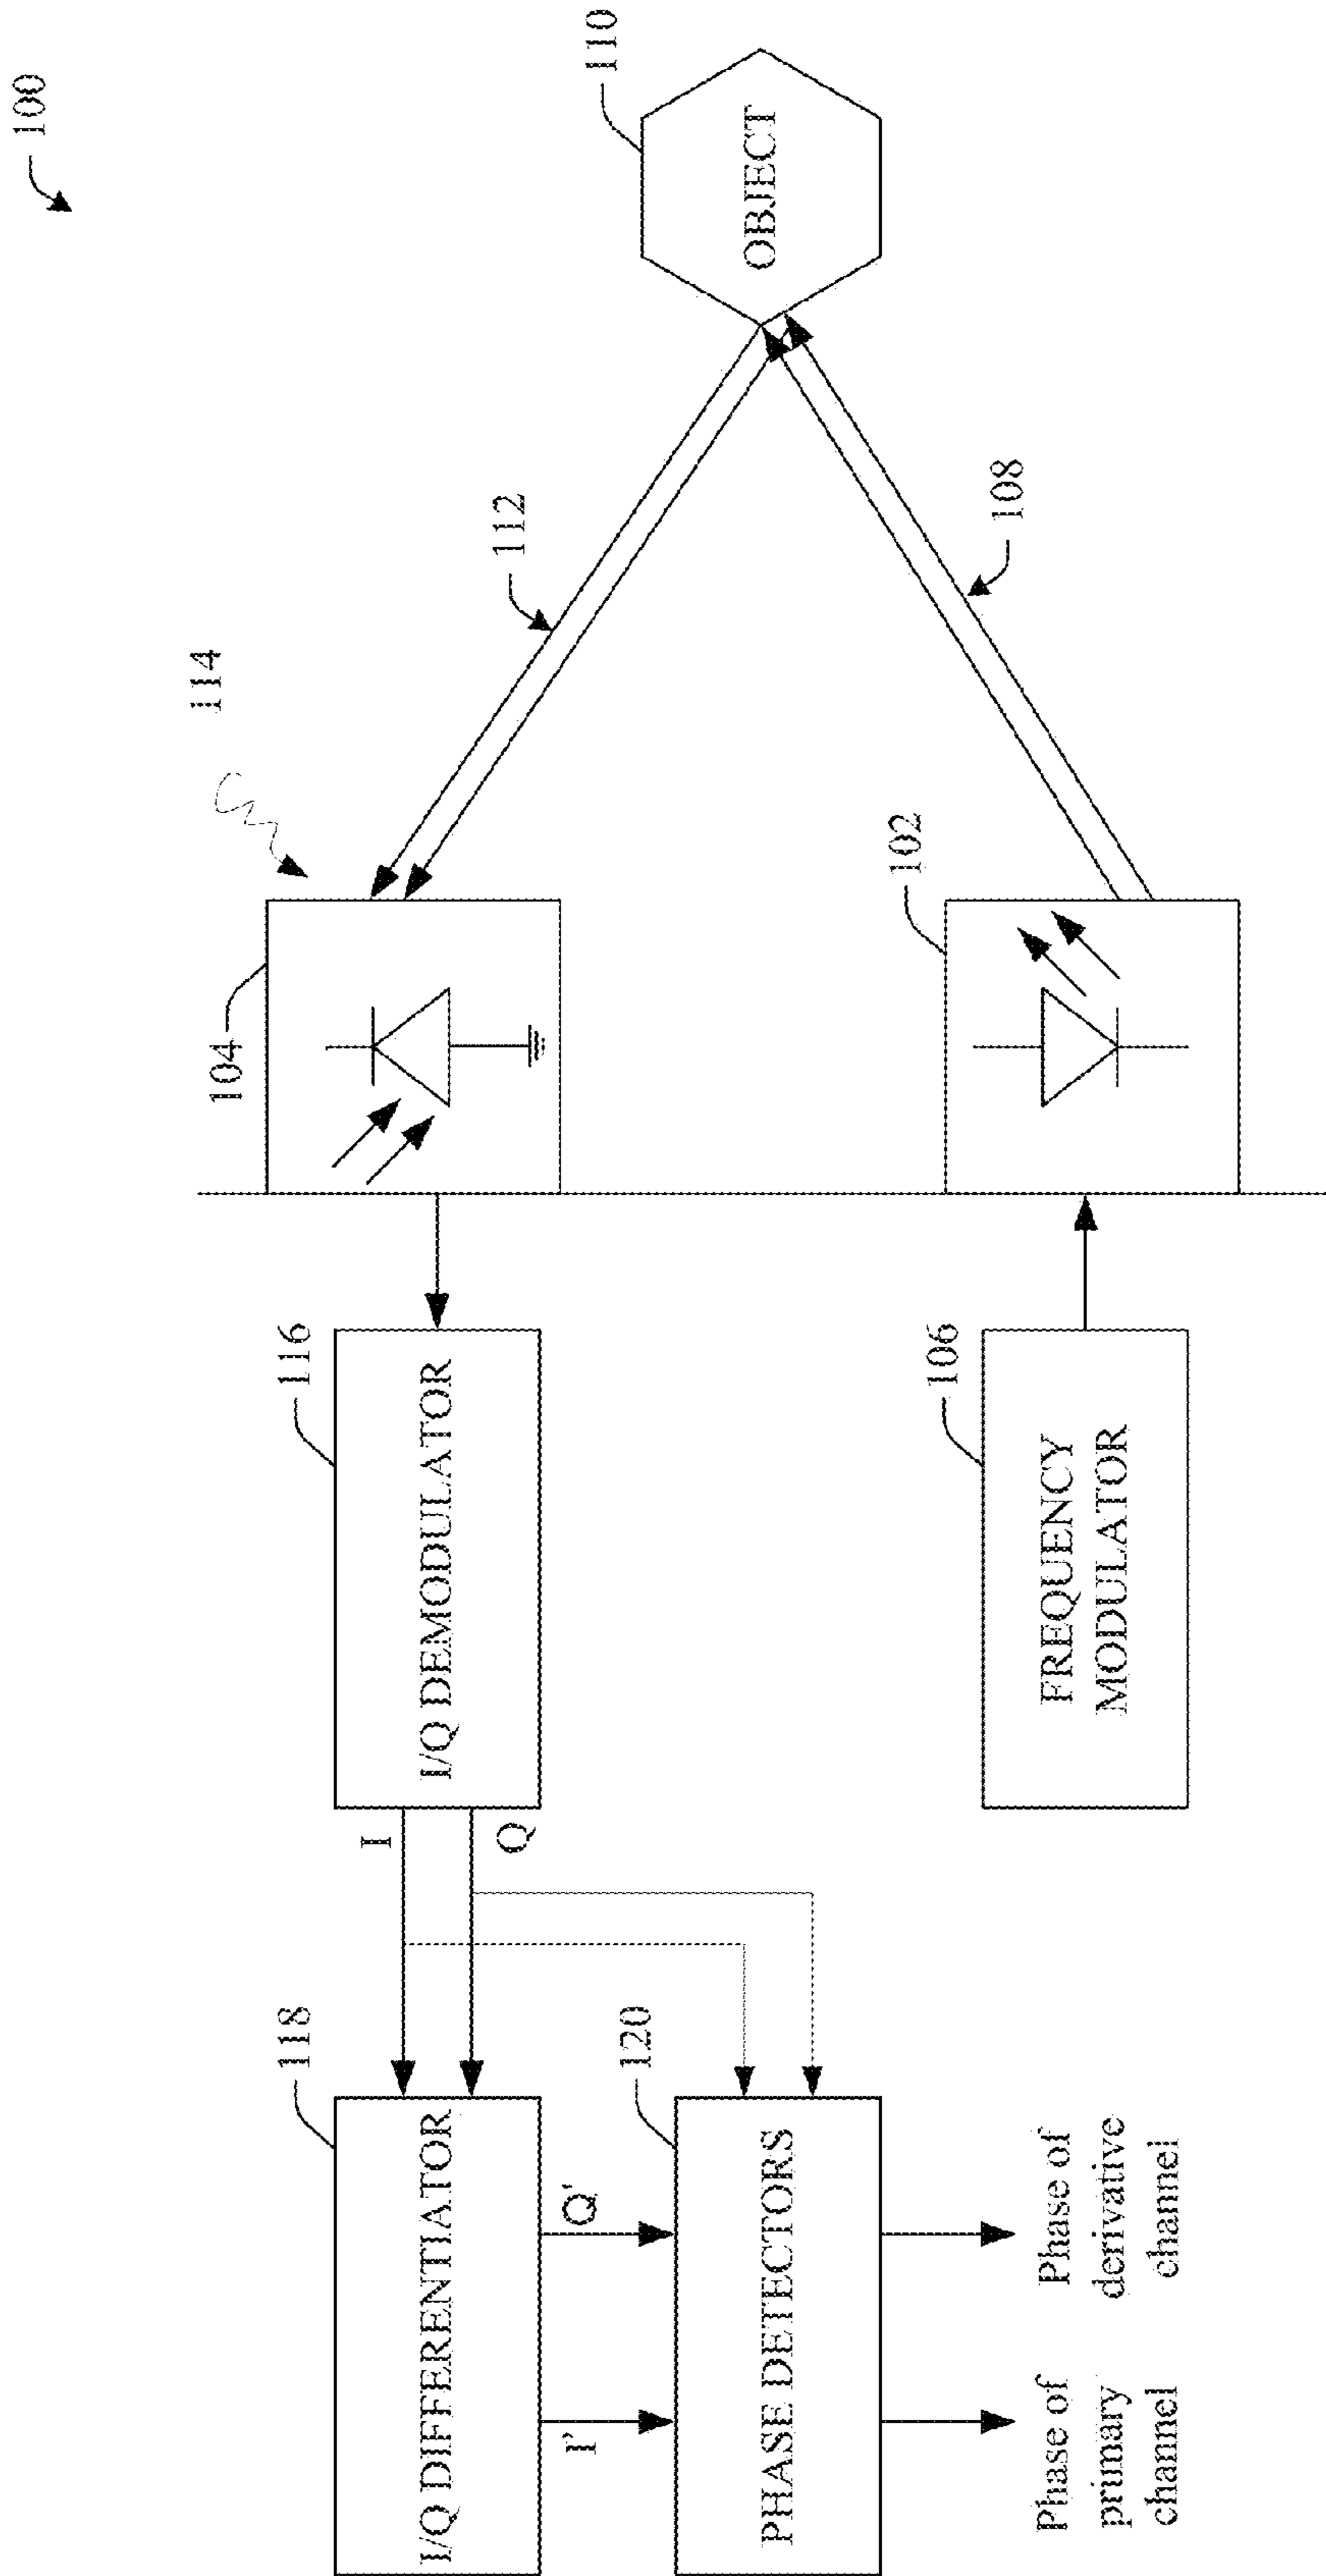 100
110
OBJECT
112
108
114
104
102
116
I/Q DEMODULATOR
106
FREQUENCY
MODULATOR
I
Q
118
I/Q DIFFERENTIATOR
I'
Q'
120
PHASE DETECTORS
Phase of
primary
channel
Phase of
derivative
channel